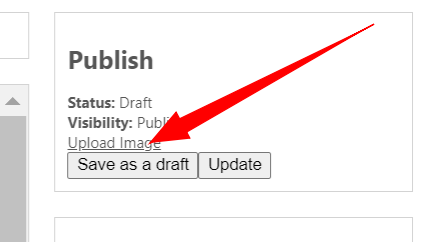 Publish
Status: Draft
Visibility: Publi
Upload Image
Save as a draft Update